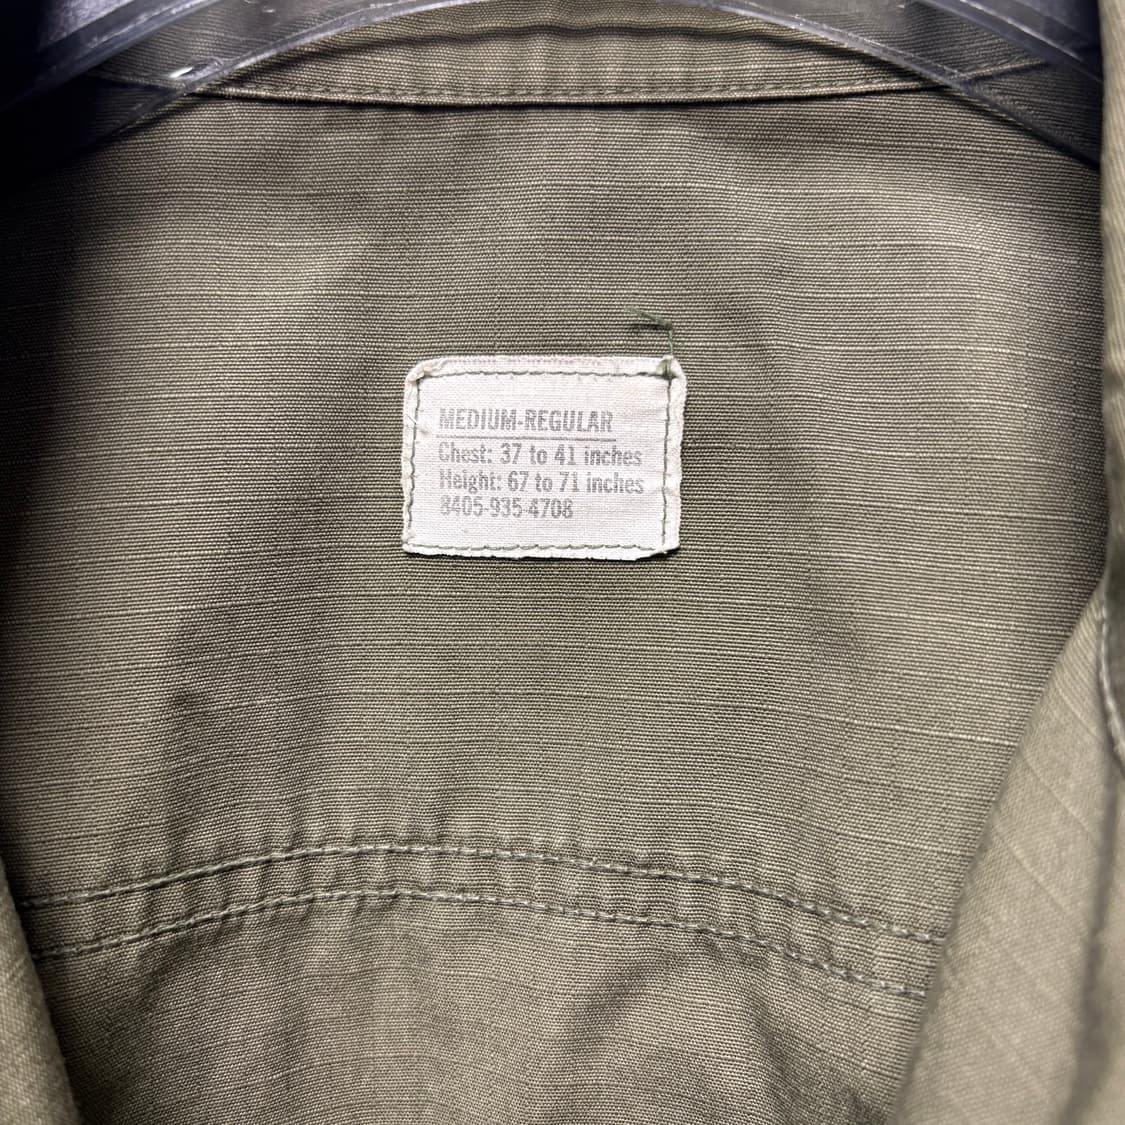 MEDIUM-REGULAR
Chest: 37 to 41 inches
Height: 67 to 71 inches
8405-935-4708